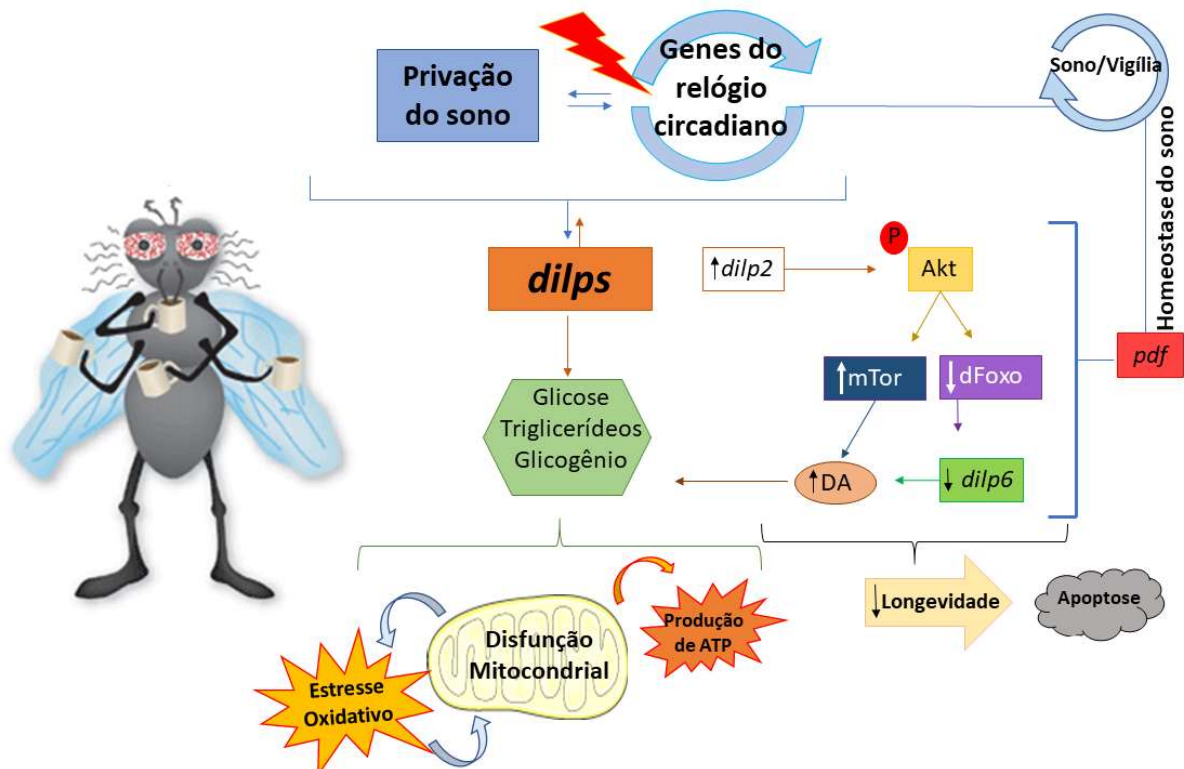 Privação
do sono
Genes do
relógio
circadiano
Sono/Vigília
Homeostase do sono
dilps
↑dilp2
P
Akt
↑mTor
↓dFoxo
pdf
Glicose
Triglicerídeos
Glicogênio
↑DA
↓ dilp6
Disfunção
Mitocondrial
Produção
de ATP
Estresse
Oxidativo
↓Longevidade
Apoptose